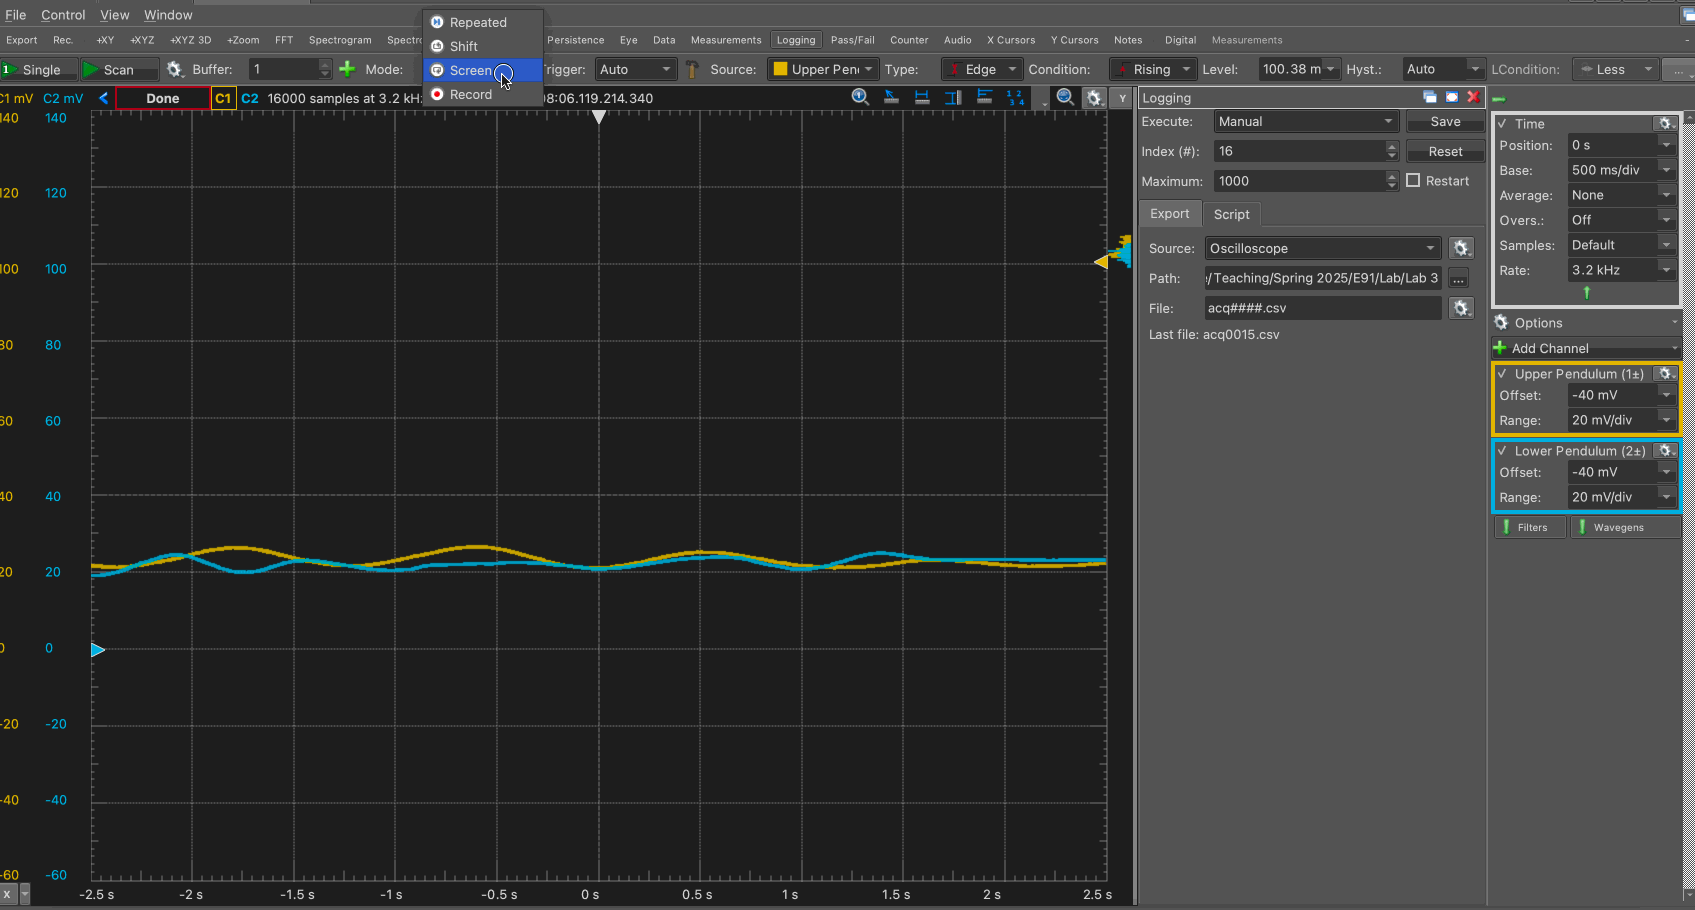 File Control View Window
Export Rec. +XY +XYZ +XYZ 3D +Zoom FFT Spectrogram Persistence Eye Data Measurements Logging Pass/Fail Counter Audio X Cursors Y Cursors Notes Digital Measurements
Repeated
Shift
Screen
Record
1 Single Scan Buffer: 1 Mode: rigger: Auto Source: Upper Pen Type: Edge Condition: Rising Level: 100.38 m Hyst.: Auto LCondition: Less ...
C1 mV C2 mV Done C1 C2 16000 samples at 3.2 kH 8:06.119.214.340 Y
140 140
120 120
100 100
80 80
60 60
40 40
20 20
0 0
-20 -20
-40 -40
-60 -60
X -2.5 s -2 s -1.5 s -1 s -0.5 s 0 s 0.5 s 1 s 1.5 s 2 s 2.5 s
Logging
Execute: Manual Save
Index (#): 16 Reset
Maximum: 1000 Restart
Export Script
Source: Oscilloscope
Path: e/Teaching/Spring 2025/E91/Lab/Lab 3 ...
File: acq####.csv
Last file: acq0015.csv
Time
Position: 0 s
Base: 500 ms/div
Average: None
Overs.: Off
Samples: Default
Rate: 3.2 kHz
Options
Add Channel
Upper Pendulum (1±)
Offset: -40 mV
Range: 20 mV/div
Lower Pendulum (2±)
Offset: -40 mV
Range: 20 mV/div
Filters Wavegens